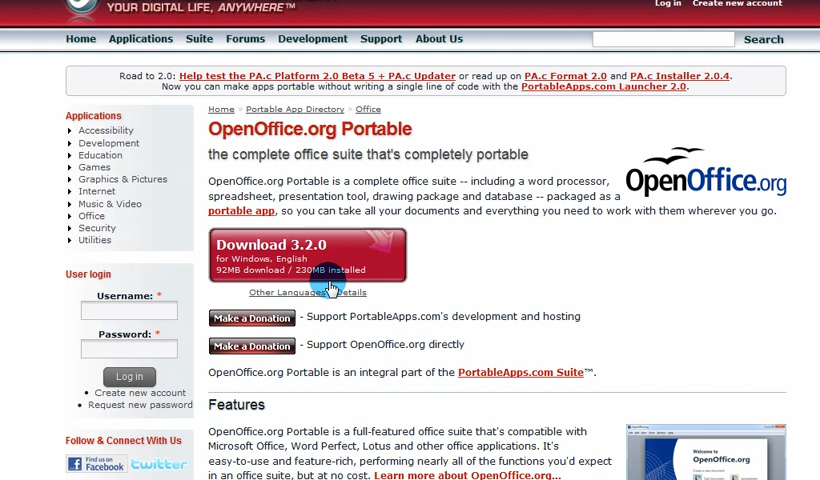 YOUR DIGITAL LIFE, ANYWHERE™
Log in Create new account
Home Applications Suite Forums Development Support About Us Search
Road to 2.0: Help test the PA.c Platform 2.0 Beta 5 + PA.c Updater or read up on PA.c Format 2.0 and PA.c Installer 2.0.4.
Now you can make apps portable without writing a single line of code with the PortableApps.com Launcher 2.0.
Applications
Accessibility
Development
Education
Games
Graphics & Pictures
Internet
Music & Video
Office
Security
Utilities
User login
Username: *
Password: *
Log in
Create new account
Request new password
Follow & Connect With Us
Find us on Facebook
twitter
Home > Portable App Directory > Office
OpenOffice.org Portable
the complete office suite that's completely portable
OpenOffice.org
OpenOffice.org Portable is a complete office suite -- including a word processor,
spreadsheet, presentation tool, drawing package and database -- packaged as a
portable app, so you can take all your documents and everything you need to work with them wherever you go.
Download 3.2.0
for Windows, English
92MB download / 230MB installed
Other Languages Details
Make a Donation - Support PortableApps.com's development and hosting
Make a Donation - Support OpenOffice.org directly
OpenOffice.org Portable is an integral part of the PortableApps.com Suite™.
Features
OpenOffice.org Portable is a full-featured office suite that's compatible with
Microsoft Office, Word Perfect, Lotus and other office applications. It's
easy-to-use and feature-rich, performing nearly all of the functions you'd expect
in an office suite, but at no cost. Learn more about OpenOffice.org...
Welcome to
OpenOffice.org